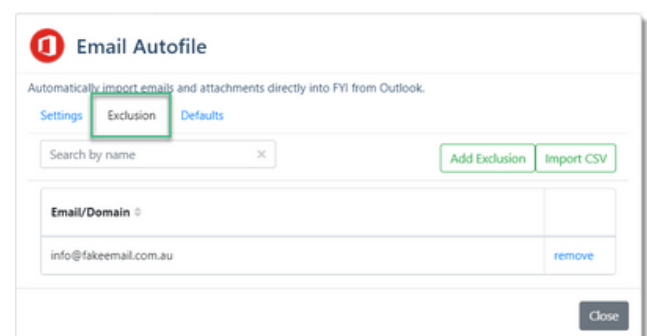 Email Autofile
Automatically import emails and attachments directly into FYI from Outlook.
Settings Exclusion Defaults
Search by name × Add Exclusion Import CSV
Email/Domain
info@fakeemail.com.au remove
Close